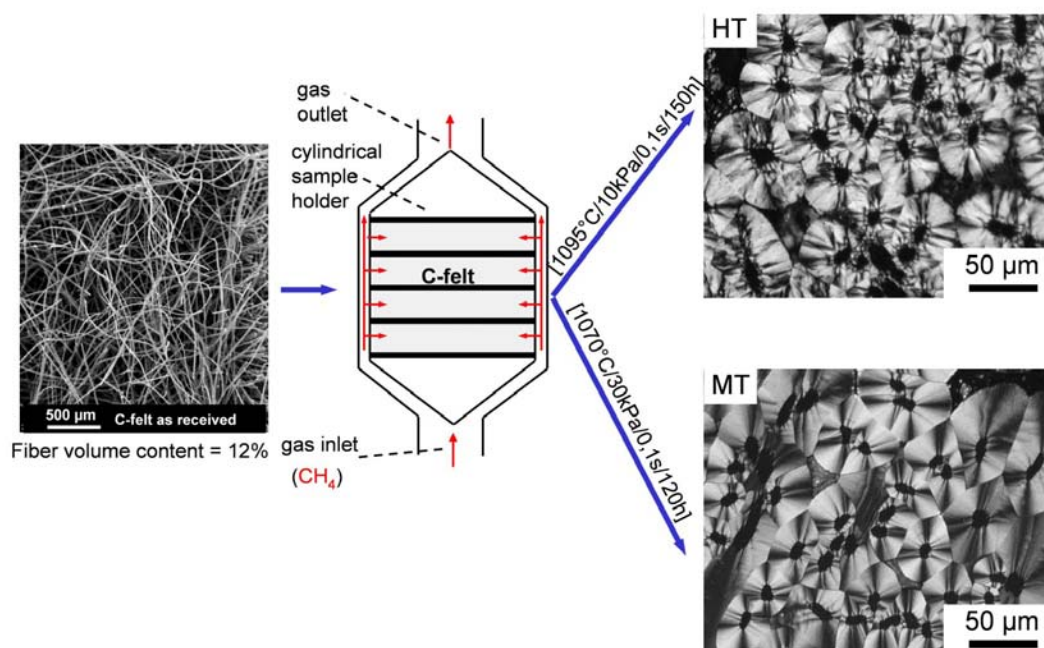 500 µm C-felt as received
Fiber volume content = 12%
gas
outlet
cylindrical
sample
holder
C-felt
gas inlet
(CH₄)
[1095°C/10kPa/0,1s/150h]
[1070°C/30kPa/0,1s/120h]
HT
50 µm
MT
50 µm